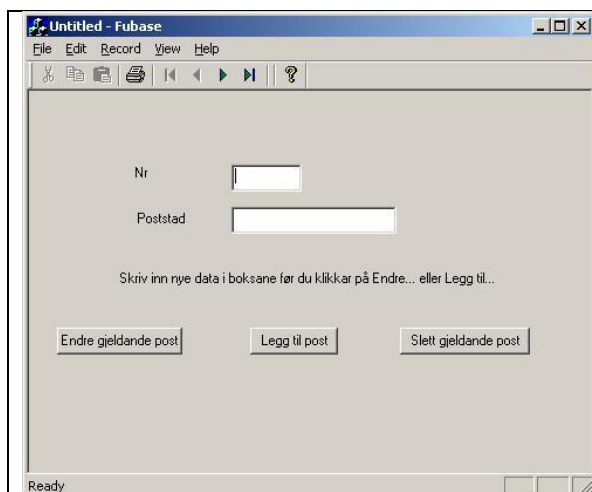 Untitled - Fubase
File Edit Record View Help
Nr
Poststad
Skriv inn nye data i boksane før du klikkar på Endre... eller Legg til...
Endre gjeldande post Legg til post Slett gjeldande post
Ready